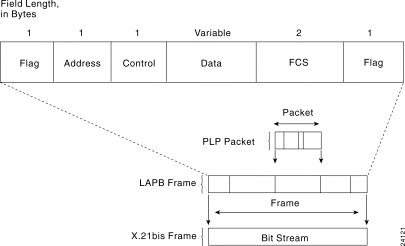 Field Length,
in Bytes
1 1 1 Variable 2 1
Flag Address Control Data FCS Flag
Packet
PLP Packet
LAPB Frame
Frame
X.21bis Frame Bit Stream
24121